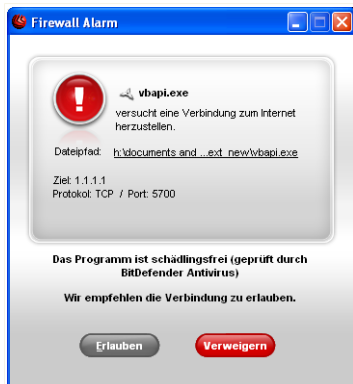 Firewall Alarm
vbapi.exe
versucht eine Verbindung zum Internet
herzustellen.
Dateipfad: h:\documents and ...ext_new\vbapi.exe
Ziel: 1.1.1.1
Protokol: TCP / Port: 5700
Das Programm ist schädlingsfrei (geprüft durch
BitDefender Antivirus)
Wir empfehlen die Verbindung zu erlauben.
Erlauben
Verweigern